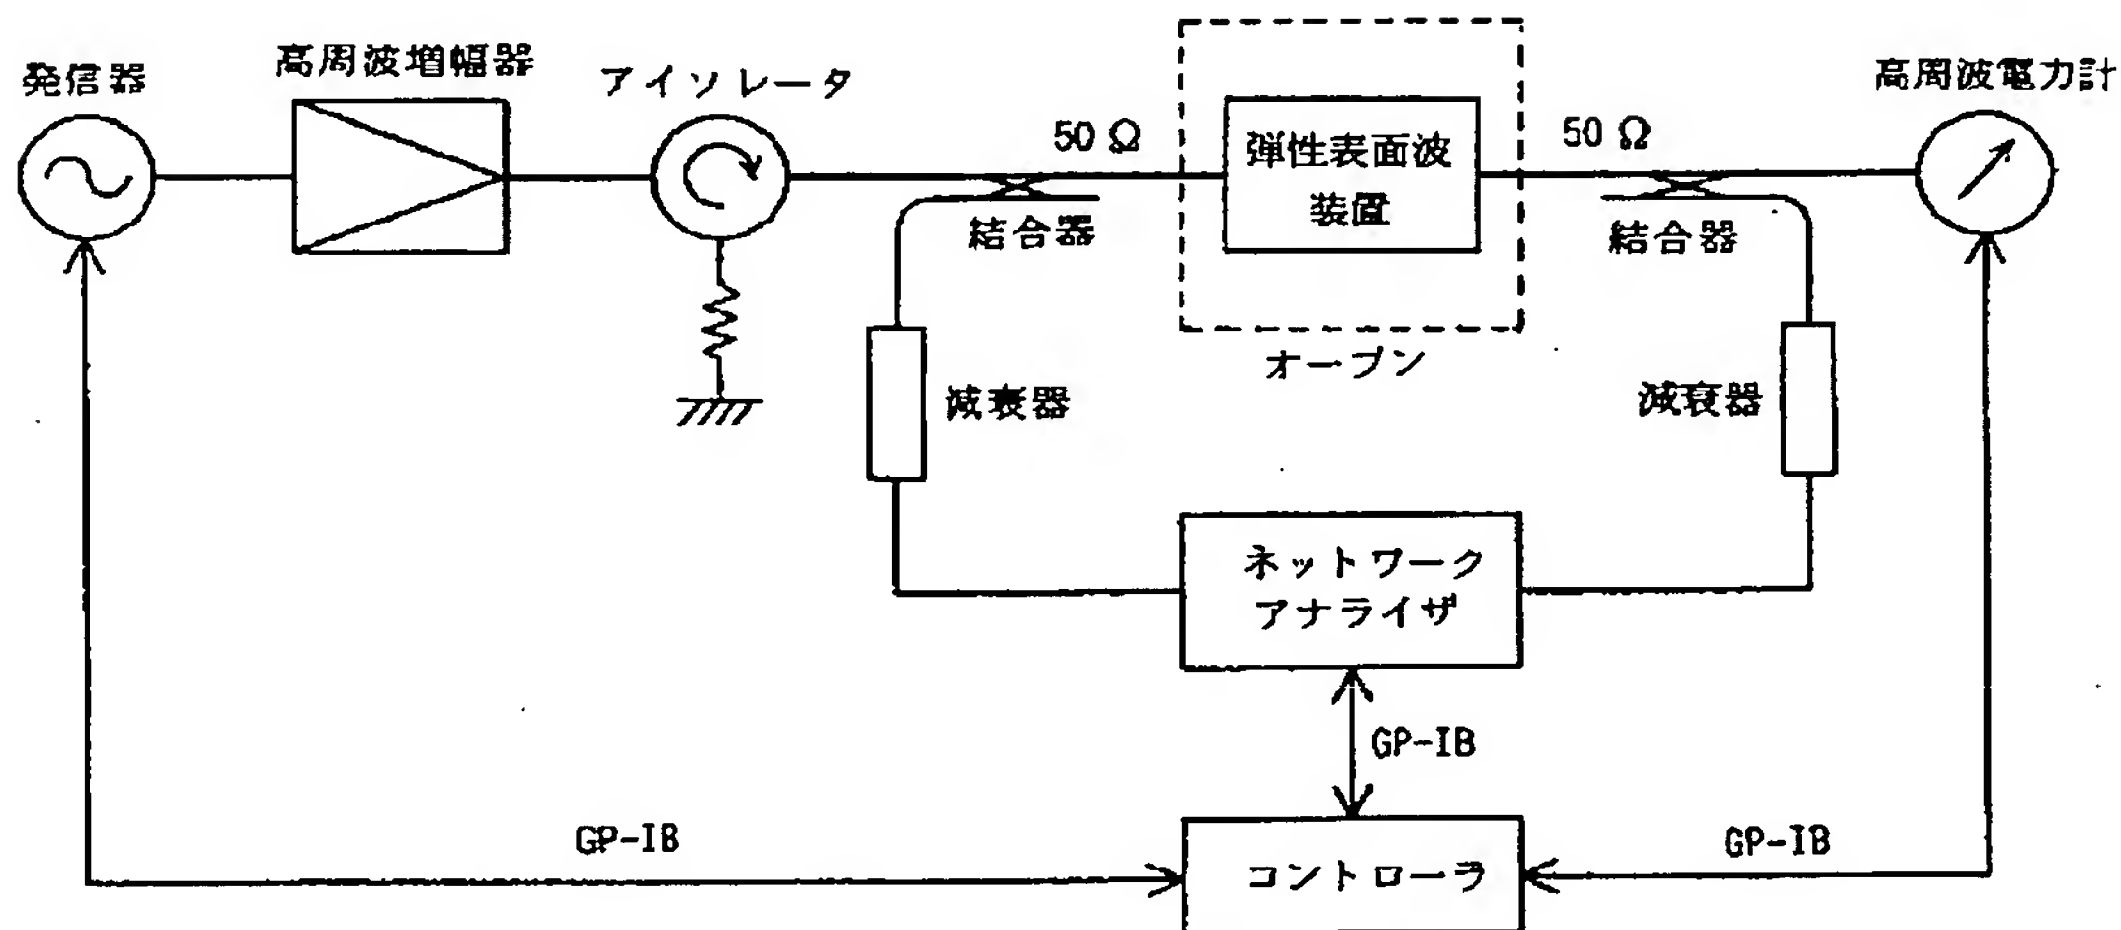 発信器
高周波増幅器
アイソレータ
50 Ω
弾性表面波
装置
50 Ω
高周波電力計
結合器
結合器
オーブン
減衰器
減衰器
ネットワーク
アナライザ
GP-IB
GP-IB
コントローラ
GP-IB